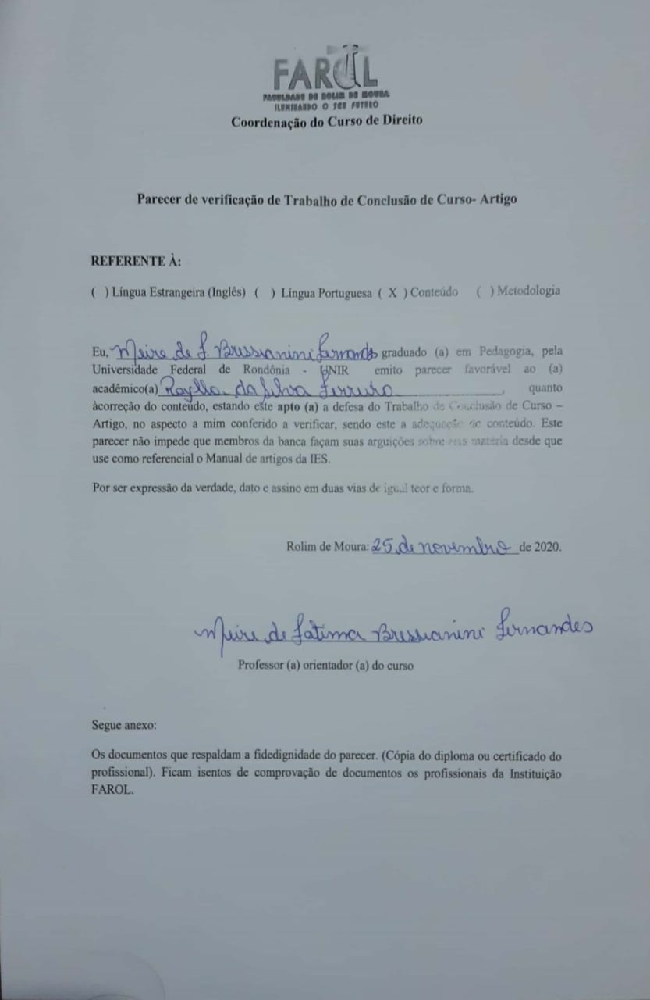 FAROL
FACULDADE DE ROLIM DE MOURA
ILUMINANDO O SEU FUTURO
Coordenação do Curso de Direito
Parecer de verificação de Trabalho de Conclusão de Curso- Artigo
REFERENTE À:
( ) Língua Estrangeira (Inglês) ( ) Língua Portuguesa ( X ) Conteúdo ( ) Metodologia
Eu, Meire de F. Bressianini Fernandes graduado (a) em Pedagogia, pela
Universidade Federal de Rondônia - UNIR emito parecer favorável ao (a)
acadêmico(a) da Silva , quanto
àcorreção do conteúdo, estando este apto (a) a defesa do Trabalho de Conclusão de Curso –
Artigo, no aspecto a mim conferido a verificar, sendo este a adequação de conteúdo. Este
parecer não impede que membros da banca façam suas arguições sobre esta matéria desde que
use como referencial o Manual de artigos da IES.
Por ser expressão da verdade, dato e assino em duas vias de igual teor e forma.
Rolim de Moura: 25 de novembro de 2020.
Meire de Fátima Bressianini Fernandes
Professor (a) orientador (a) do curso
Segue anexo:
Os documentos que respaldam a fidedignidade do parecer. (Cópia do diploma ou certificado do
profissional). Ficam isentos de comprovação de documentos os profissionais da Instituição
FAROL.